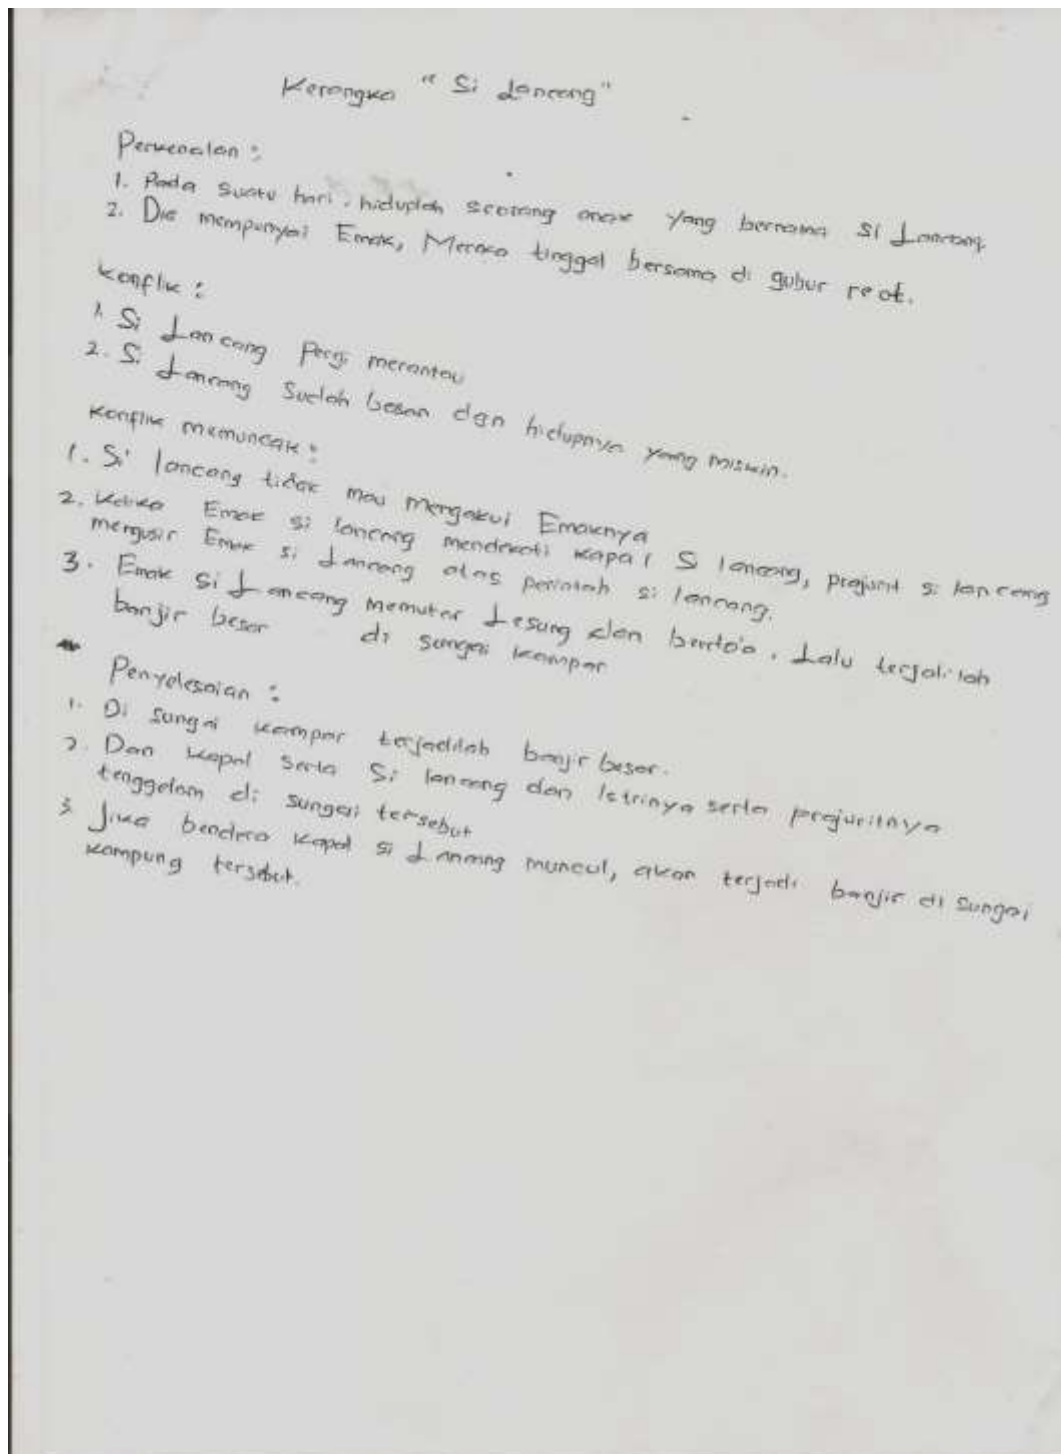 Kerangka "Si Lancang"
Perkenalan :
1. Pada suatu hari, hiduplah seorang anak yang bernama si Lancang
2. Dia mempunyai Emak, Mereka tinggal bersama di gubur reot.
Konflik :
1. Si Lancang Pergi merantau
2. Si Lancang Sudah besar dan hidupnya yang miskin.
Konflik memuncak :
1. Si lancang tidak mau mengakui Emaknya
2. Ketika Emak si lancang mendekati kapal Si lancang, prajurit si lancang
mengusir Emak si Lancang atas perintah si lancang.
3. Emak si Lancang memutar Lesung dan berdo'a. Lalu terjadilah
banjir besar di sungai kampar
Penyelesaian :
1. Di sungai kampar terjadilah banjir besar.
2. Dan kapal serta Si lancang dan Istrinya serta prajuritnya
tenggelam di sungai tersebut
3. Jika bendera kapal si Lancang muncul, akan terjadi banjir di sungai
kampung tersebut.